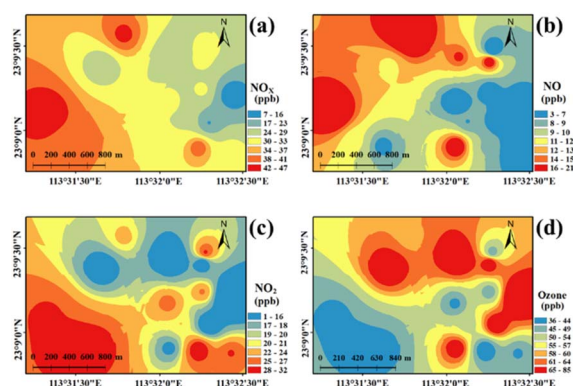 (a)
N
23°9'30"N
23°9'0"N
NOX
(ppb)
7 - 16
17 - 23
24 - 29
30 - 33
34 - 37
38 - 41
42 - 47
0 200 400 600 800 m
113°31'30"E 113°32'0"E 113°32'30"E
(b)
N
23°9'30"N
23°9'0"N
NO
(ppb)
3 - 7
8 - 9
9 - 10
11 - 12
12 - 13
14 - 15
16 - 21
0 200 400 600 800 m
113°31'30"E 113°32'0"E 113°32'30"E
(c)
N
23°9'30"N
23°9'0"N
NO2
(ppb)
1 - 16
17 - 18
19 - 20
20 - 21
22 - 24
25 - 27
28 - 32
0 200 400 600 800 m
113°31'30"E 113°32'0"E 113°32'30"E
(d)
N
23°9'30"N
23°9'0"N
Ozone
(ppb)
36 - 44
45 - 49
50 - 54
55 - 57
58 - 60
61 - 64
65 - 85
0 210 420 630 840 m
113°31'30"E 113°32'0"E 113°32'30"E